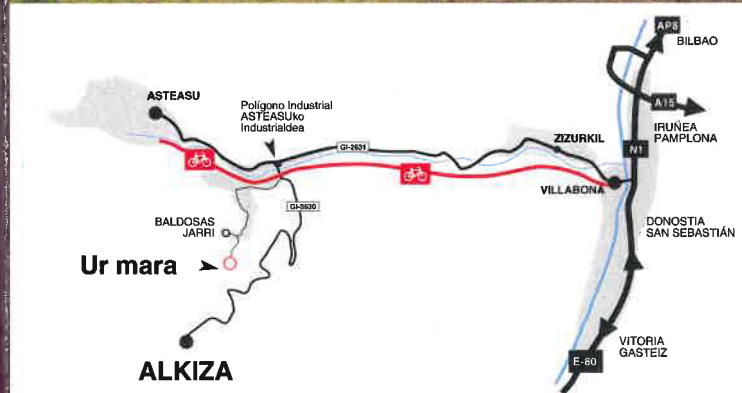 AP8
BILBAO
A15
IRUÑEA
PAMPLONA
N1
ASTEASU
Polígono Industrial
ASTEASUko
Industrialdea
GI-2631
ZIZURKIL
VILLABONA
GI-3630
BALDOSAS
JARRI
DONOSTIA
SAN SEBASTIÁN
Ur mara
ALKIZA
VITORIA
GASTEIZ
E-80